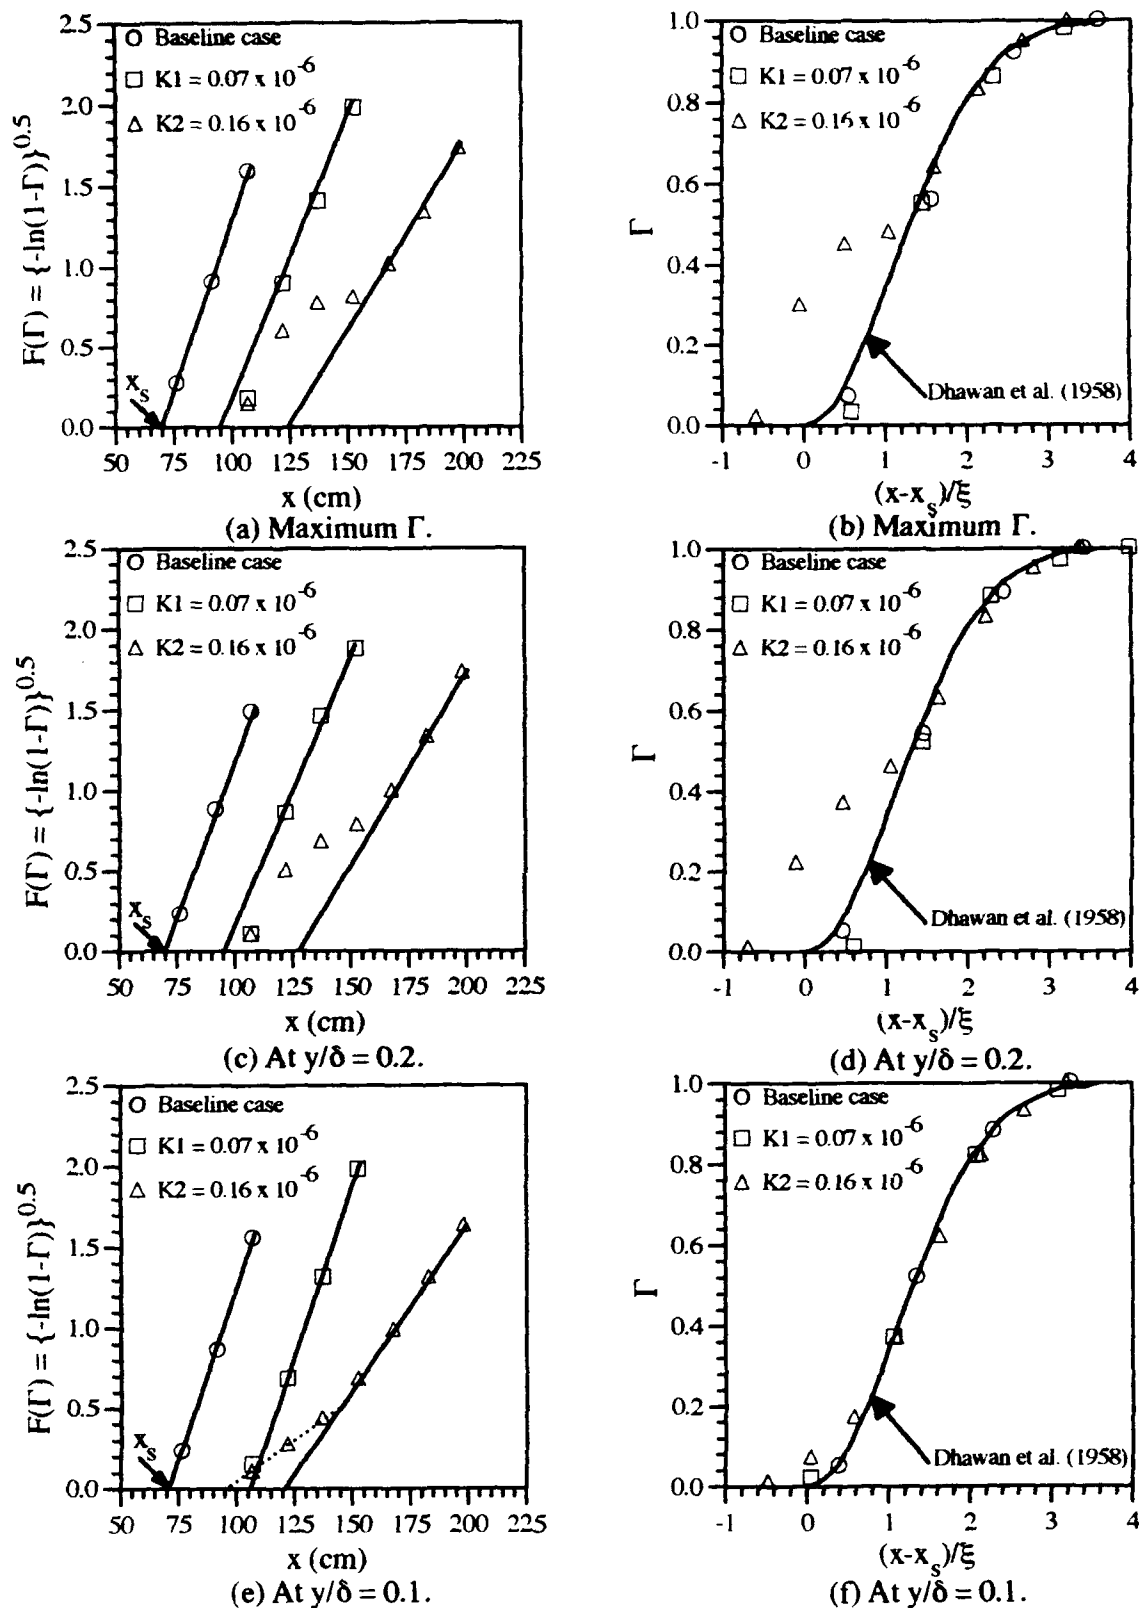 F(Γ) = {-ln(1-Γ)}^0.5
2.5
2.0
1.5
1.0
0.5
0.0
Baseline case
K1 = 0.07 x 10^-6
K2 = 0.16 x 10^-6
x_s
50 75 100 125 150 175 200 225
x (cm)
(a) Maximum Γ.
Γ
1.0
0.8
0.6
0.4
0.2
0.0
Baseline case
K1 = 0.07 x 10^-6
K2 = 0.16 x 10^-6
Dhawan et al. (1958)
-1 0 1 2 3 4
(x-x_s)/ξ
(b) Maximum Γ.
F(Γ) = {-ln(1-Γ)}^0.5
2.5
2.0
1.5
1.0
0.5
0.0
Baseline case
K1 = 0.07 x 10^-6
K2 = 0.16 x 10^-6
x_s
50 75 100 125 150 175 200 225
x (cm)
(c) At y/δ = 0.2.
Γ
1.0
0.8
0.6
0.4
0.2
0.0
Baseline case
K1 = 0.07 x 10^-6
K2 = 0.16 x 10^-6
Dhawan et al. (1958)
-1 0 1 2 3 4
(x-x_s)/ξ
(d) At y/δ = 0.2.
F(Γ) = {-ln(1-Γ)}^0.5
2.5
2.0
1.5
1.0
0.5
0.0
Baseline case
K1 = 0.07 x 10^-6
K2 = 0.16 x 10^-6
x_s
50 75 100 125 150 175 200 225
x (cm)
(e) At y/δ = 0.1.
Γ
1.0
0.8
0.6
0.4
0.2
0.0
Baseline case
K1 = 0.07 x 10^-6
K2 = 0.16 x 10^-6
Dhawan et al. (1958)
-1 0 1 2 3 4
(x-x_s)/ξ
(f) At y/δ = 0.1.